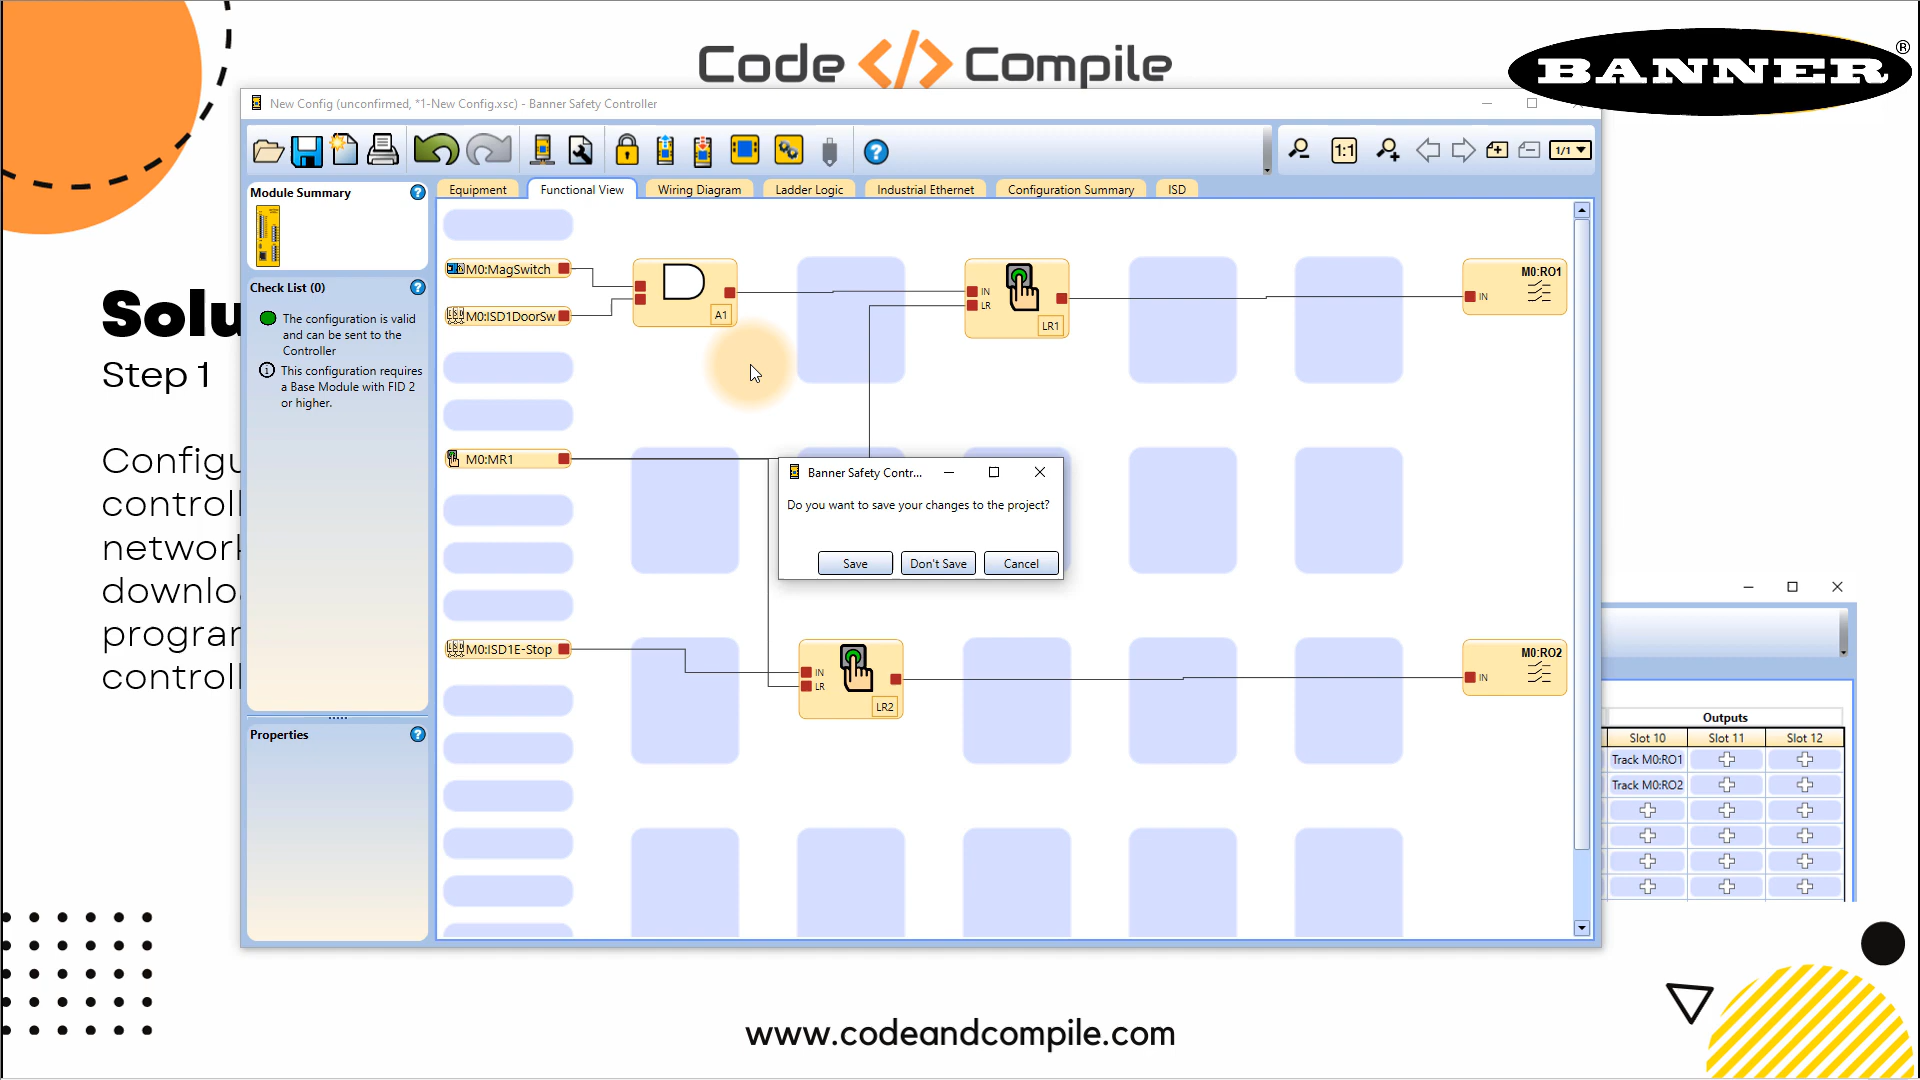 Code </> Compile
BANNER®
New Config (unconfirmed, *1-New Config.xsc) - Banner Safety Controller
1:1
1/1
Module Summary
Equipment
Functional View
Wiring Diagram
Ladder Logic
Industrial Ethernet
Configuration Summary
ISD
Check List (0)
The configuration is valid
and can be sent to the
Controller
This configuration requires
a Base Module with FID 2
or higher.
Properties
M0:MagSwitch
M0:ISD1DoorSw
A1
IN
LR
LR1
M0:RO1
IN
M0:MR1
Banner Safety Contr...
Do you want to save your changes to the project?
Save
Don't Save
Cancel
M0:ISD1E-Stop
IN
LR
LR2
M0:RO2
IN
Solu
Step 1
Configu
controll
network
downlo
program
controll
Outputs
Slot 10
Slot 11
Slot 12
Track M0:RO1
Track M0:RO2
www.codeandcompile.com